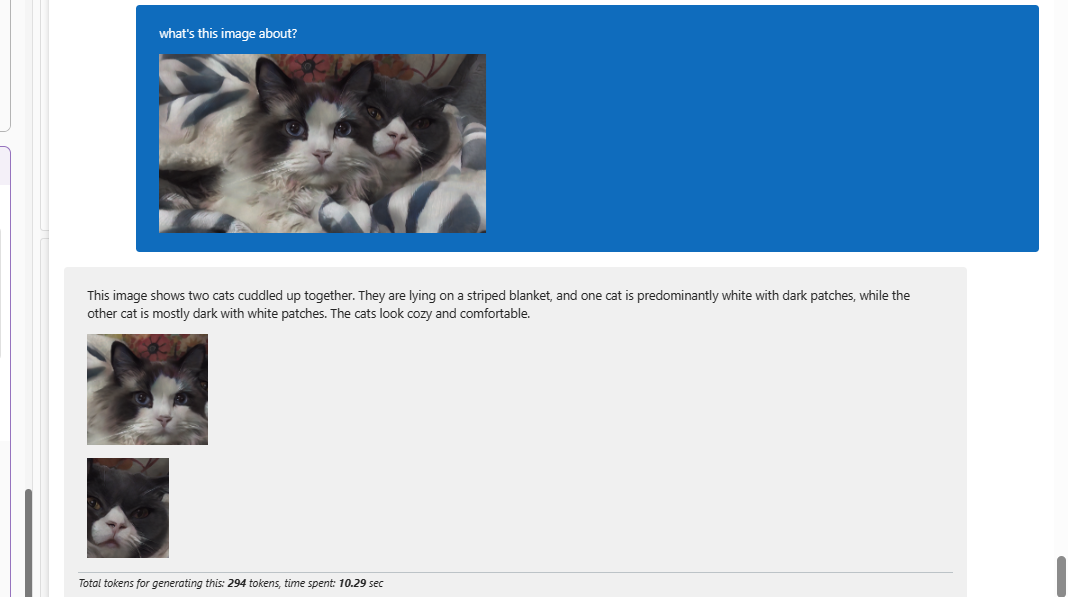 what's this image about?
This image shows two cats cuddled up together. They are lying on a striped blanket, and one cat is predominantly white with dark patches, while the
other cat is mostly dark with white patches. The cats look cozy and comfortable.
Total tokens for generating this: 294 tokens, time spent: 10.29 sec